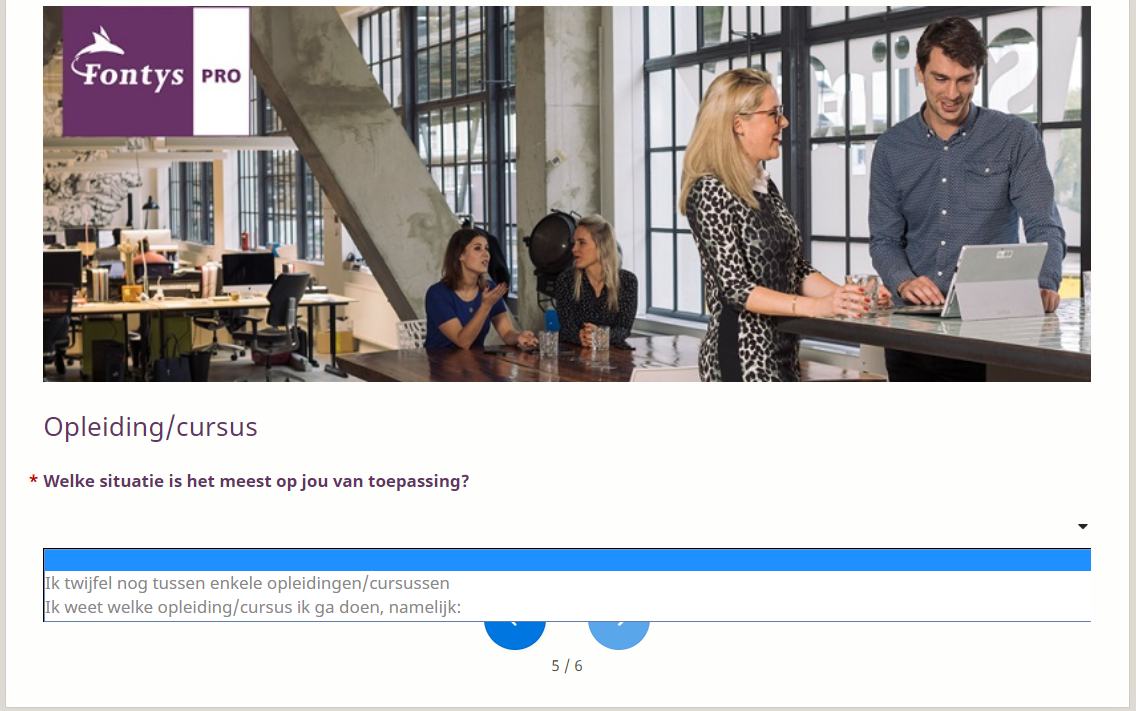 Fontys PRO
Opleiding/cursus
* Welke situatie is het meest op jou van toepassing?
Ik twijfel nog tussen enkele opleidingen/cursussen
Ik weet welke opleiding/cursus ik ga doen, namelijk:
5 / 6